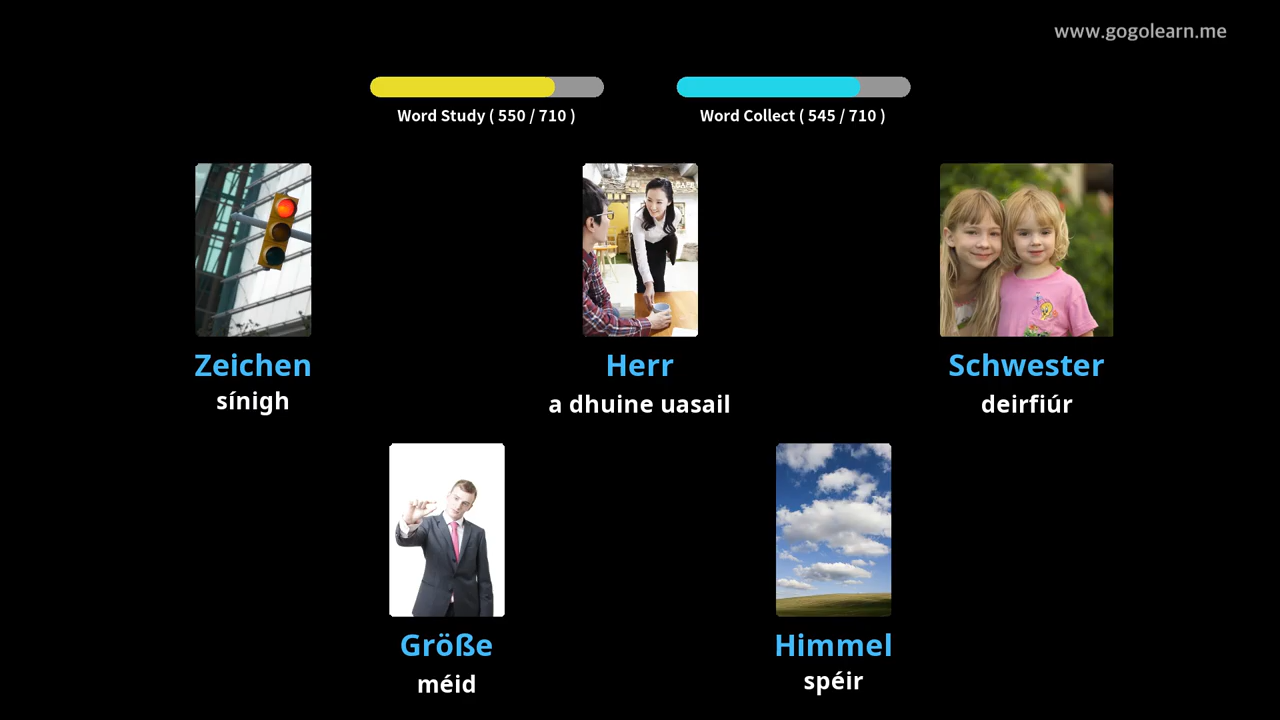 www.gogolearn.me
Word Study ( 550 / 710 )
Word Collect ( 545 / 710 )
Zeichen
sínigh
Herr
a dhuine uasail
Schwester
deirfiúr
Größe
méid
Himmel
spéir